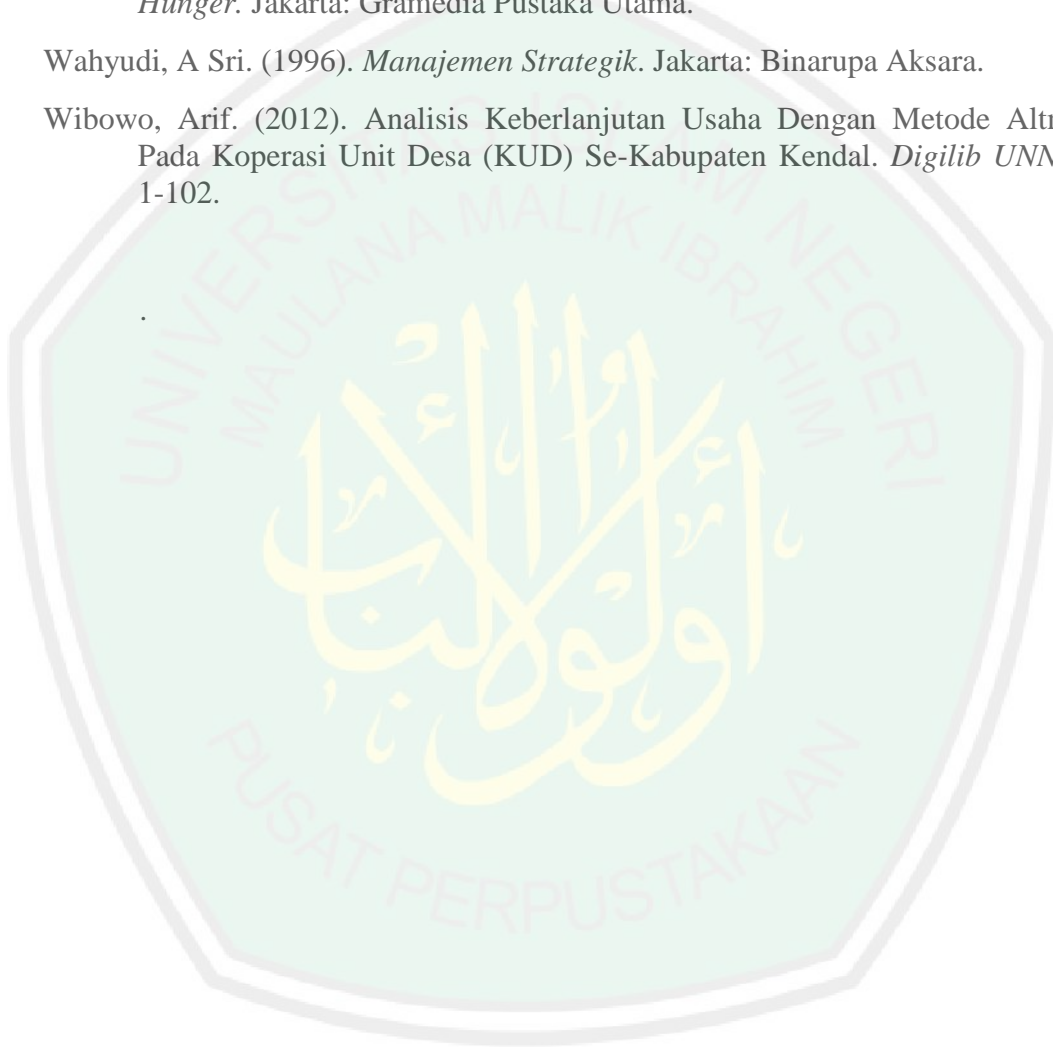 Hunger. Jakarta: Gramedia Pustaka Utama.
Wahyudi, A Sri. (1996). Manajemen Strategik. Jakarta: Binarupa Aksara.
Wibowo, Arif. (2012). Analisis Keberlanjutan Usaha Dengan Metode
Pada Koperasi Unit Desa (KUD) Se-Kabupaten Kendal. Digilib
1-102.
.
UNIVERSITAS ISLAM NEGERI
MAULANA MALIK IBRAHIM
أولوا الألباب
PUSAT PERPUSTAKAAN